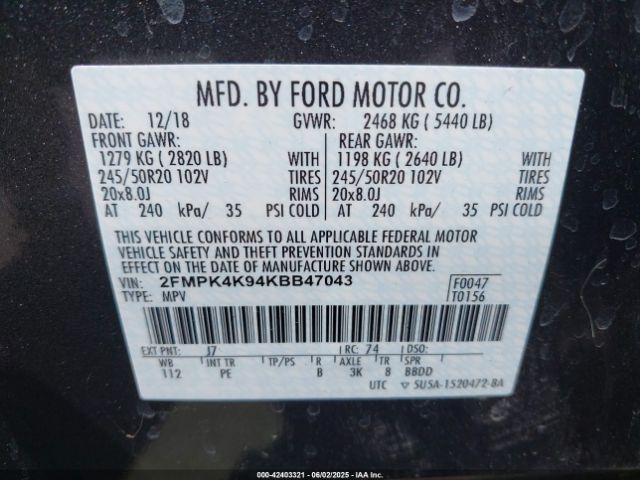 MFD. BY FORD MOTOR CO.
DATE: 12/18 GVWR: 2468 KG ( 5440 LB)
FRONT GAWR: REAR GAWR:
1279 KG ( 2820 LB) WITH 1198 KG ( 2640 LB) WITH
245/50R20 102V TIRES 245/50R20 102V TIRES
20x8.0J RIMS 20x8.0J RIMS
AT 240 kPa/ 35 PSI COLD AT 240 kPa/ 35 PSI COLD
THIS VEHICLE CONFORMS TO ALL APPLICABLE FEDERAL MOTOR
VEHICLE SAFETY AND THEFT PREVENTION STANDARDS IN
EFFECT ON THE DATE OF MANUFACTURE SHOWN ABOVE.
VIN: 2FMPK4K94KBB47043 F0047
TYPE: MPV T0156
EXT PNT: J7 RC: 74 DSO:
WB INT TR TP/PS R AXLE TR SPR
112 PE B 3K 8 BBDD
UTC ▽ 5U5A-1520472-BA
000-42403321 | 06/02/2025 | IAAI.COM